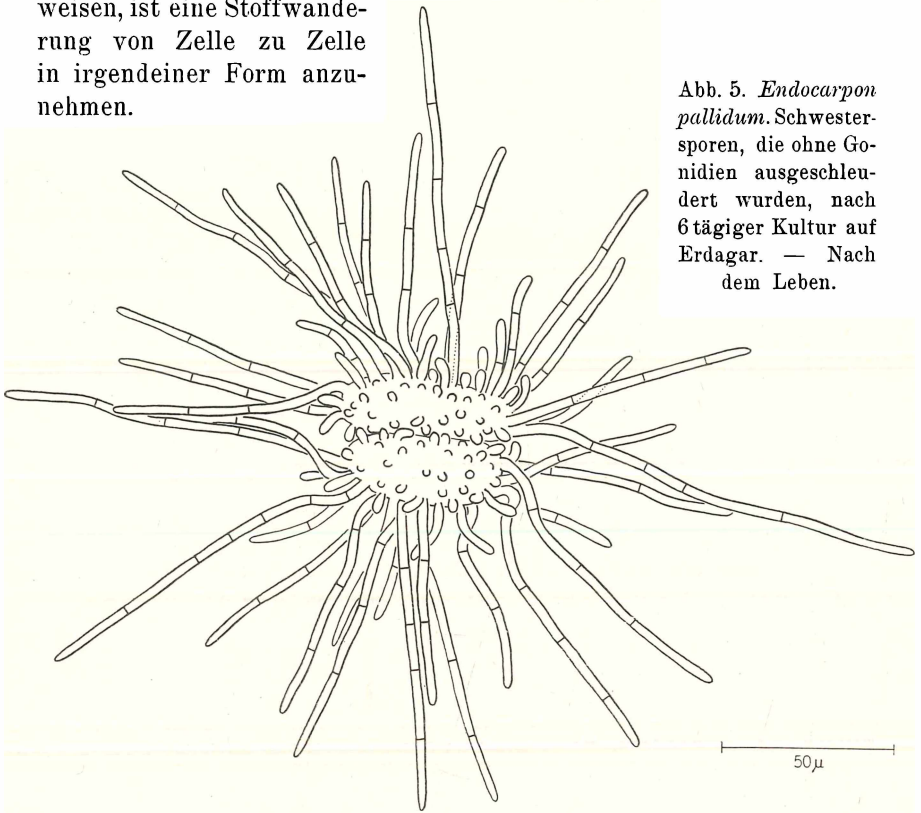 weisen, ist eine Stoffwande-
rung von Zelle zu Zelle
in irgendeiner Form anzu-
nehmen.
Abb. 5. Endocarpon
pallidum. Schwester-
sporen, die ohne Go-
nidien ausgeschleu-
dert wurden, nach
6 tägiger Kultur auf
Erdagar. — Nach
dem Leben.
50μ